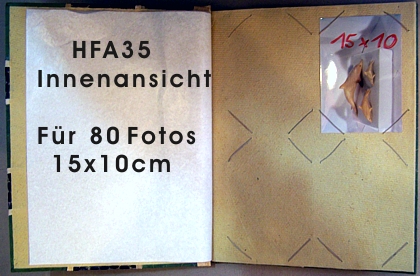 HFA35
Innenansicht
Für 80 Fotos
15x10cm
15x10